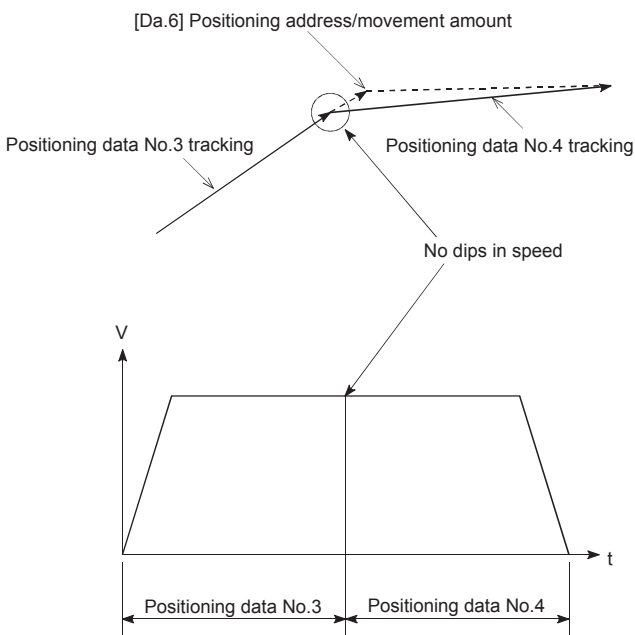 [Da.6] Positioning address/movement amount
Positioning data No.3 tracking
Positioning data No.4 tracking
No dips in speed
V
t
Positioning data No.3
Positioning data No.4